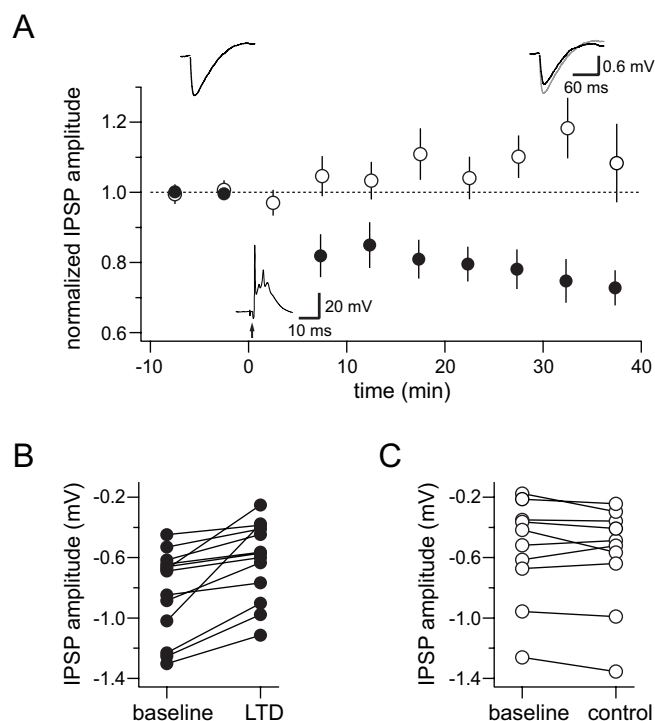 A
0.6 mV
60 ms
normalized IPSP amplitude
1.2
1.0
0.8
0.6
20 mV
10 ms
-10
0
10
20
30
40
time (min)
B
IPSP amplitude (mV)
-0.2
-0.6
-1.0
-1.4
baseline
LTD
C
IPSP amplitude (mV)
-0.2
-0.6
-1.0
-1.4
baseline
control